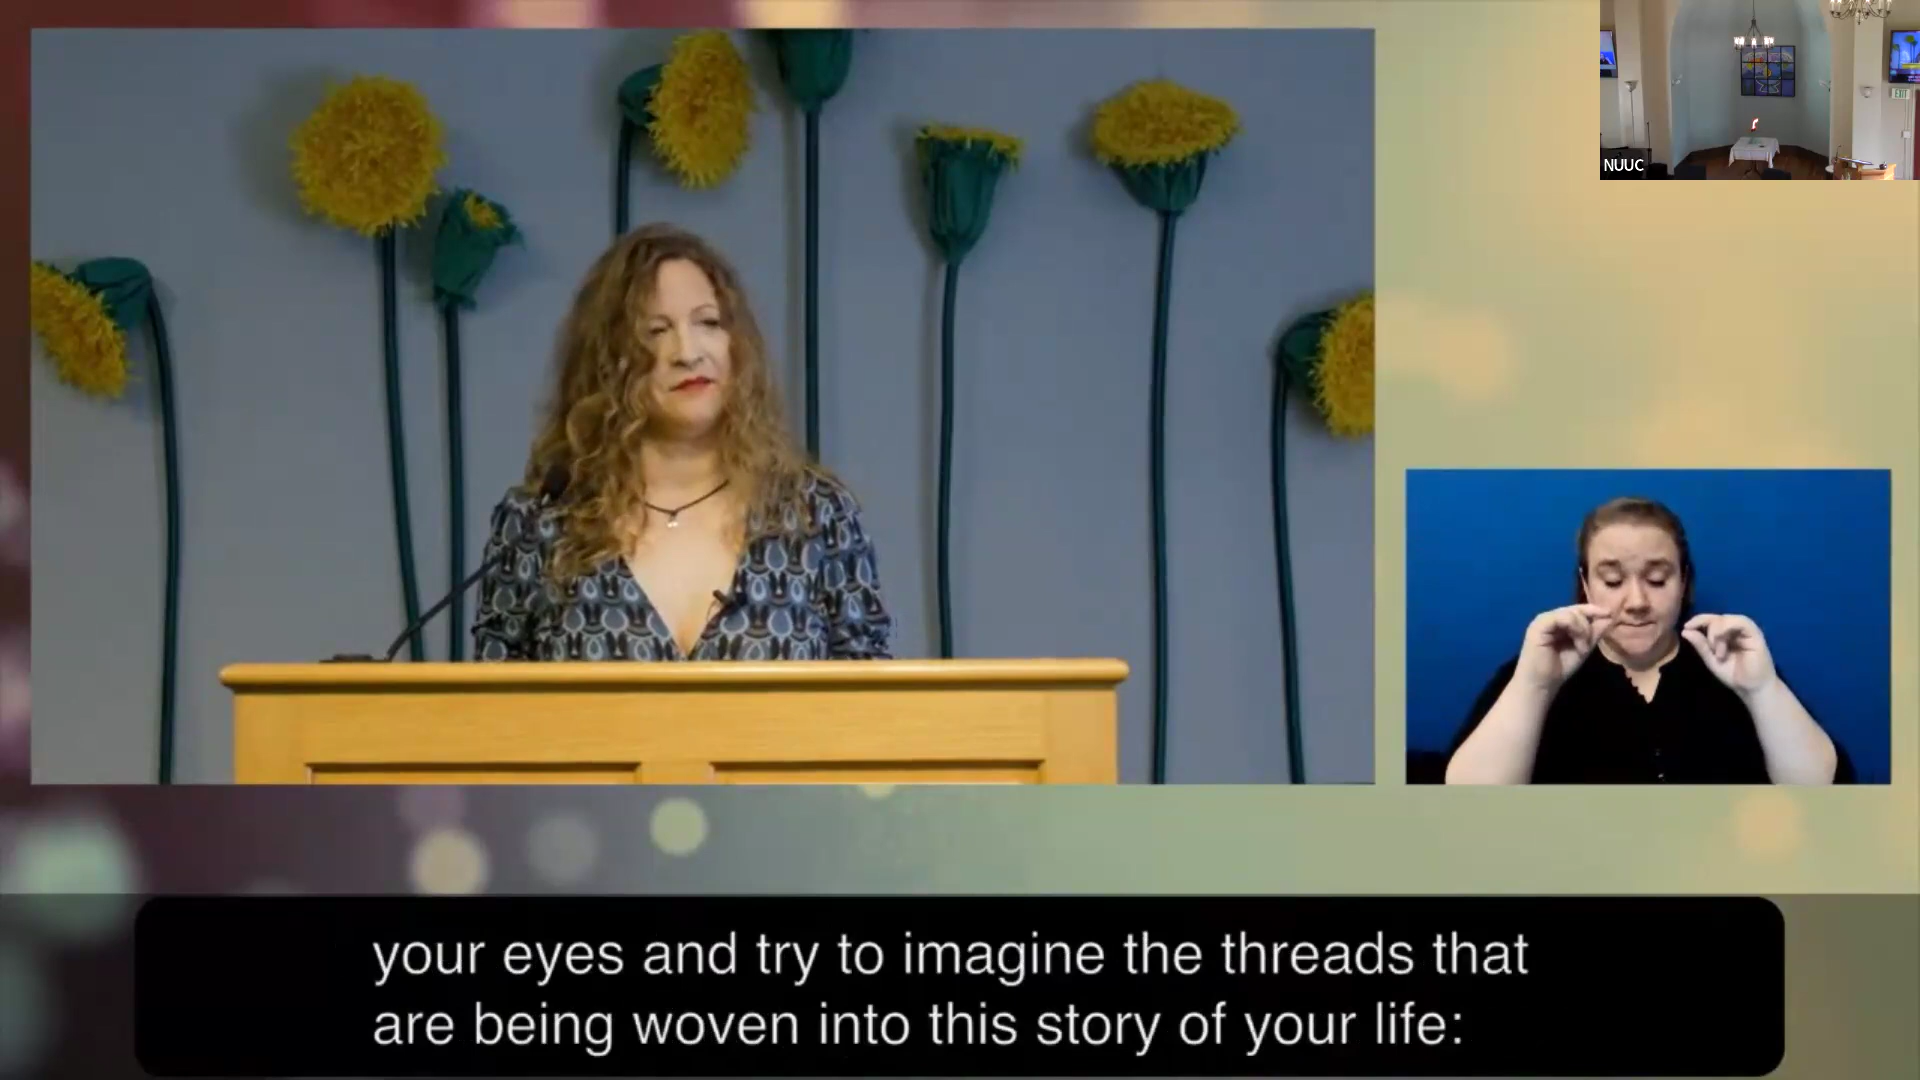 NUUC
EXIT
your eyes and try to imagine the threads that
are being woven into this story of your life: